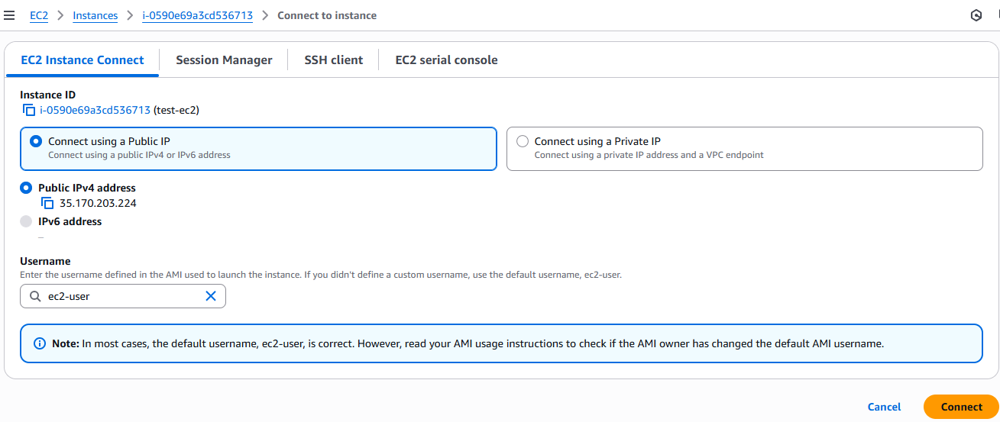 EC2 > Instances > i-0590e69a3cd536713 > Connect to instance
EC2 Instance Connect Session Manager SSH client EC2 serial console
Instance ID
i-0590e69a3cd536713 (test-ec2)
Connect using a Public IP
Connect using a public IPv4 or IPv6 address
Connect using a Private IP
Connect using a private IP address and a VPC endpoint
Public IPv4 address
35.170.203.224
IPv6 address
–
Username
Enter the username defined in the AMI used to launch the instance. If you didn't define a custom username, use the default username, ec2-user.
ec2-user
Note: In most cases, the default username, ec2-user, is correct. However, read your AMI usage instructions to check if the AMI owner has changed the default AMI username.
Cancel Connect